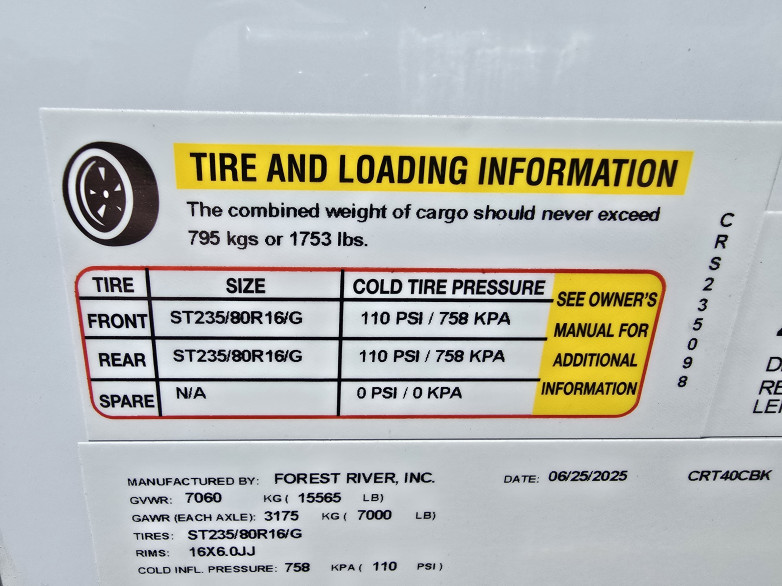 TIRE AND LOADING INFORMATION
The combined weight of cargo should never exceed
795 kgs or 1753 lbs.
TIRE SIZE COLD TIRE PRESSURE
FRONT ST235/80R16/G 110 PSI / 758 KPA
REAR ST235/80R16/G 110 PSI / 758 KPA
SPARE N/A 0 PSI / 0 KPA
SEE OWNER'S
MANUAL FOR
ADDITIONAL
INFORMATION
CRS235098
MANUFACTURED BY: FOREST RIVER, INC. DATE: 06/25/2025 CRT40CBK
GVWR: 7060 KG ( 15565 LB)
GAWR (EACH AXLE): 3175 KG ( 7000 LB)
TIRES: ST235/80R16/G
RIMS: 16X6.0JJ
COLD INFL. PRESSURE: 758 KPA ( 110 PSI )